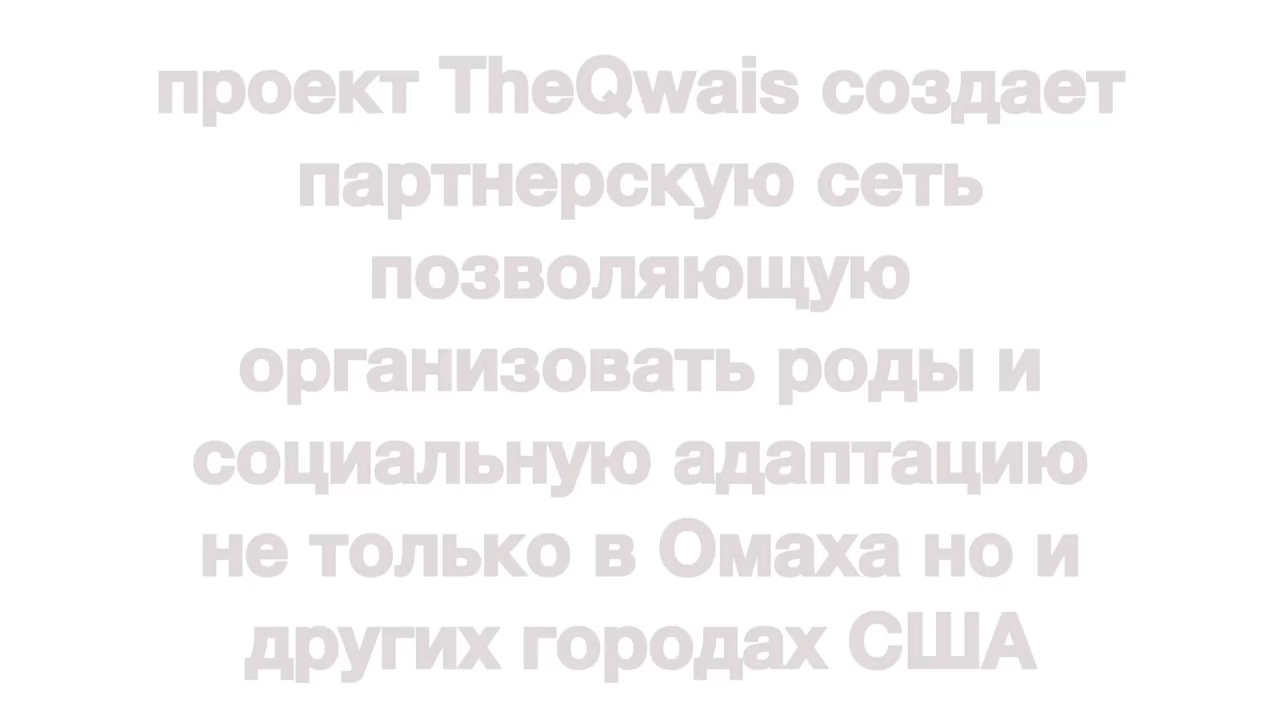 проект TheQwais создает
партнерскую сеть
позволяющую
организовать роды и
социальную адаптацию
не только в Омаха но и
других городах США